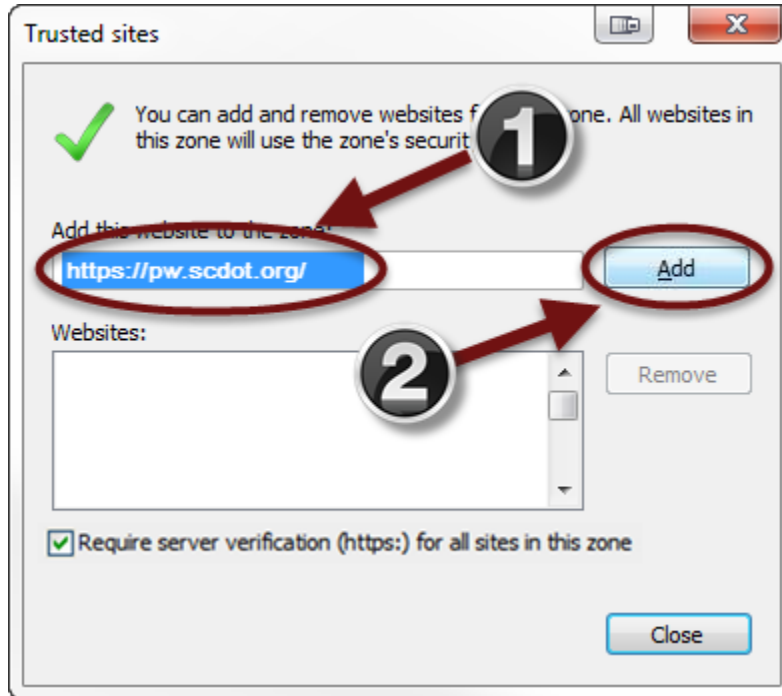 Trusted sites
You can add and remove websites f one. All websites in
this zone will use the zone's securit
1
Add this website to the zone:
https://pw.scdot.org/
Add
2
Websites:
Remove
Require server verification (https:) for all sites in this zone
Close